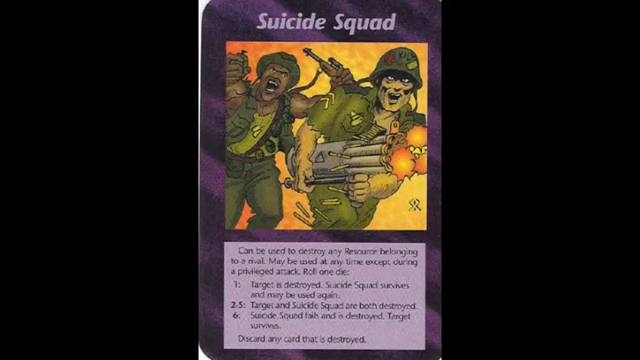 Suicide Squad
SR
Can be used to destroy any Resource belonging
to a rival. May be used at any time except during
a privileged attack. Roll one die:
1: Target is destroyed. Suicide Squad survives
and may be used again.
2-5: Target and Suicide Squad are both destroyed.
6: Suicide Squad fails and is destroyed. Target
survives.
Discard any card that is destroyed.